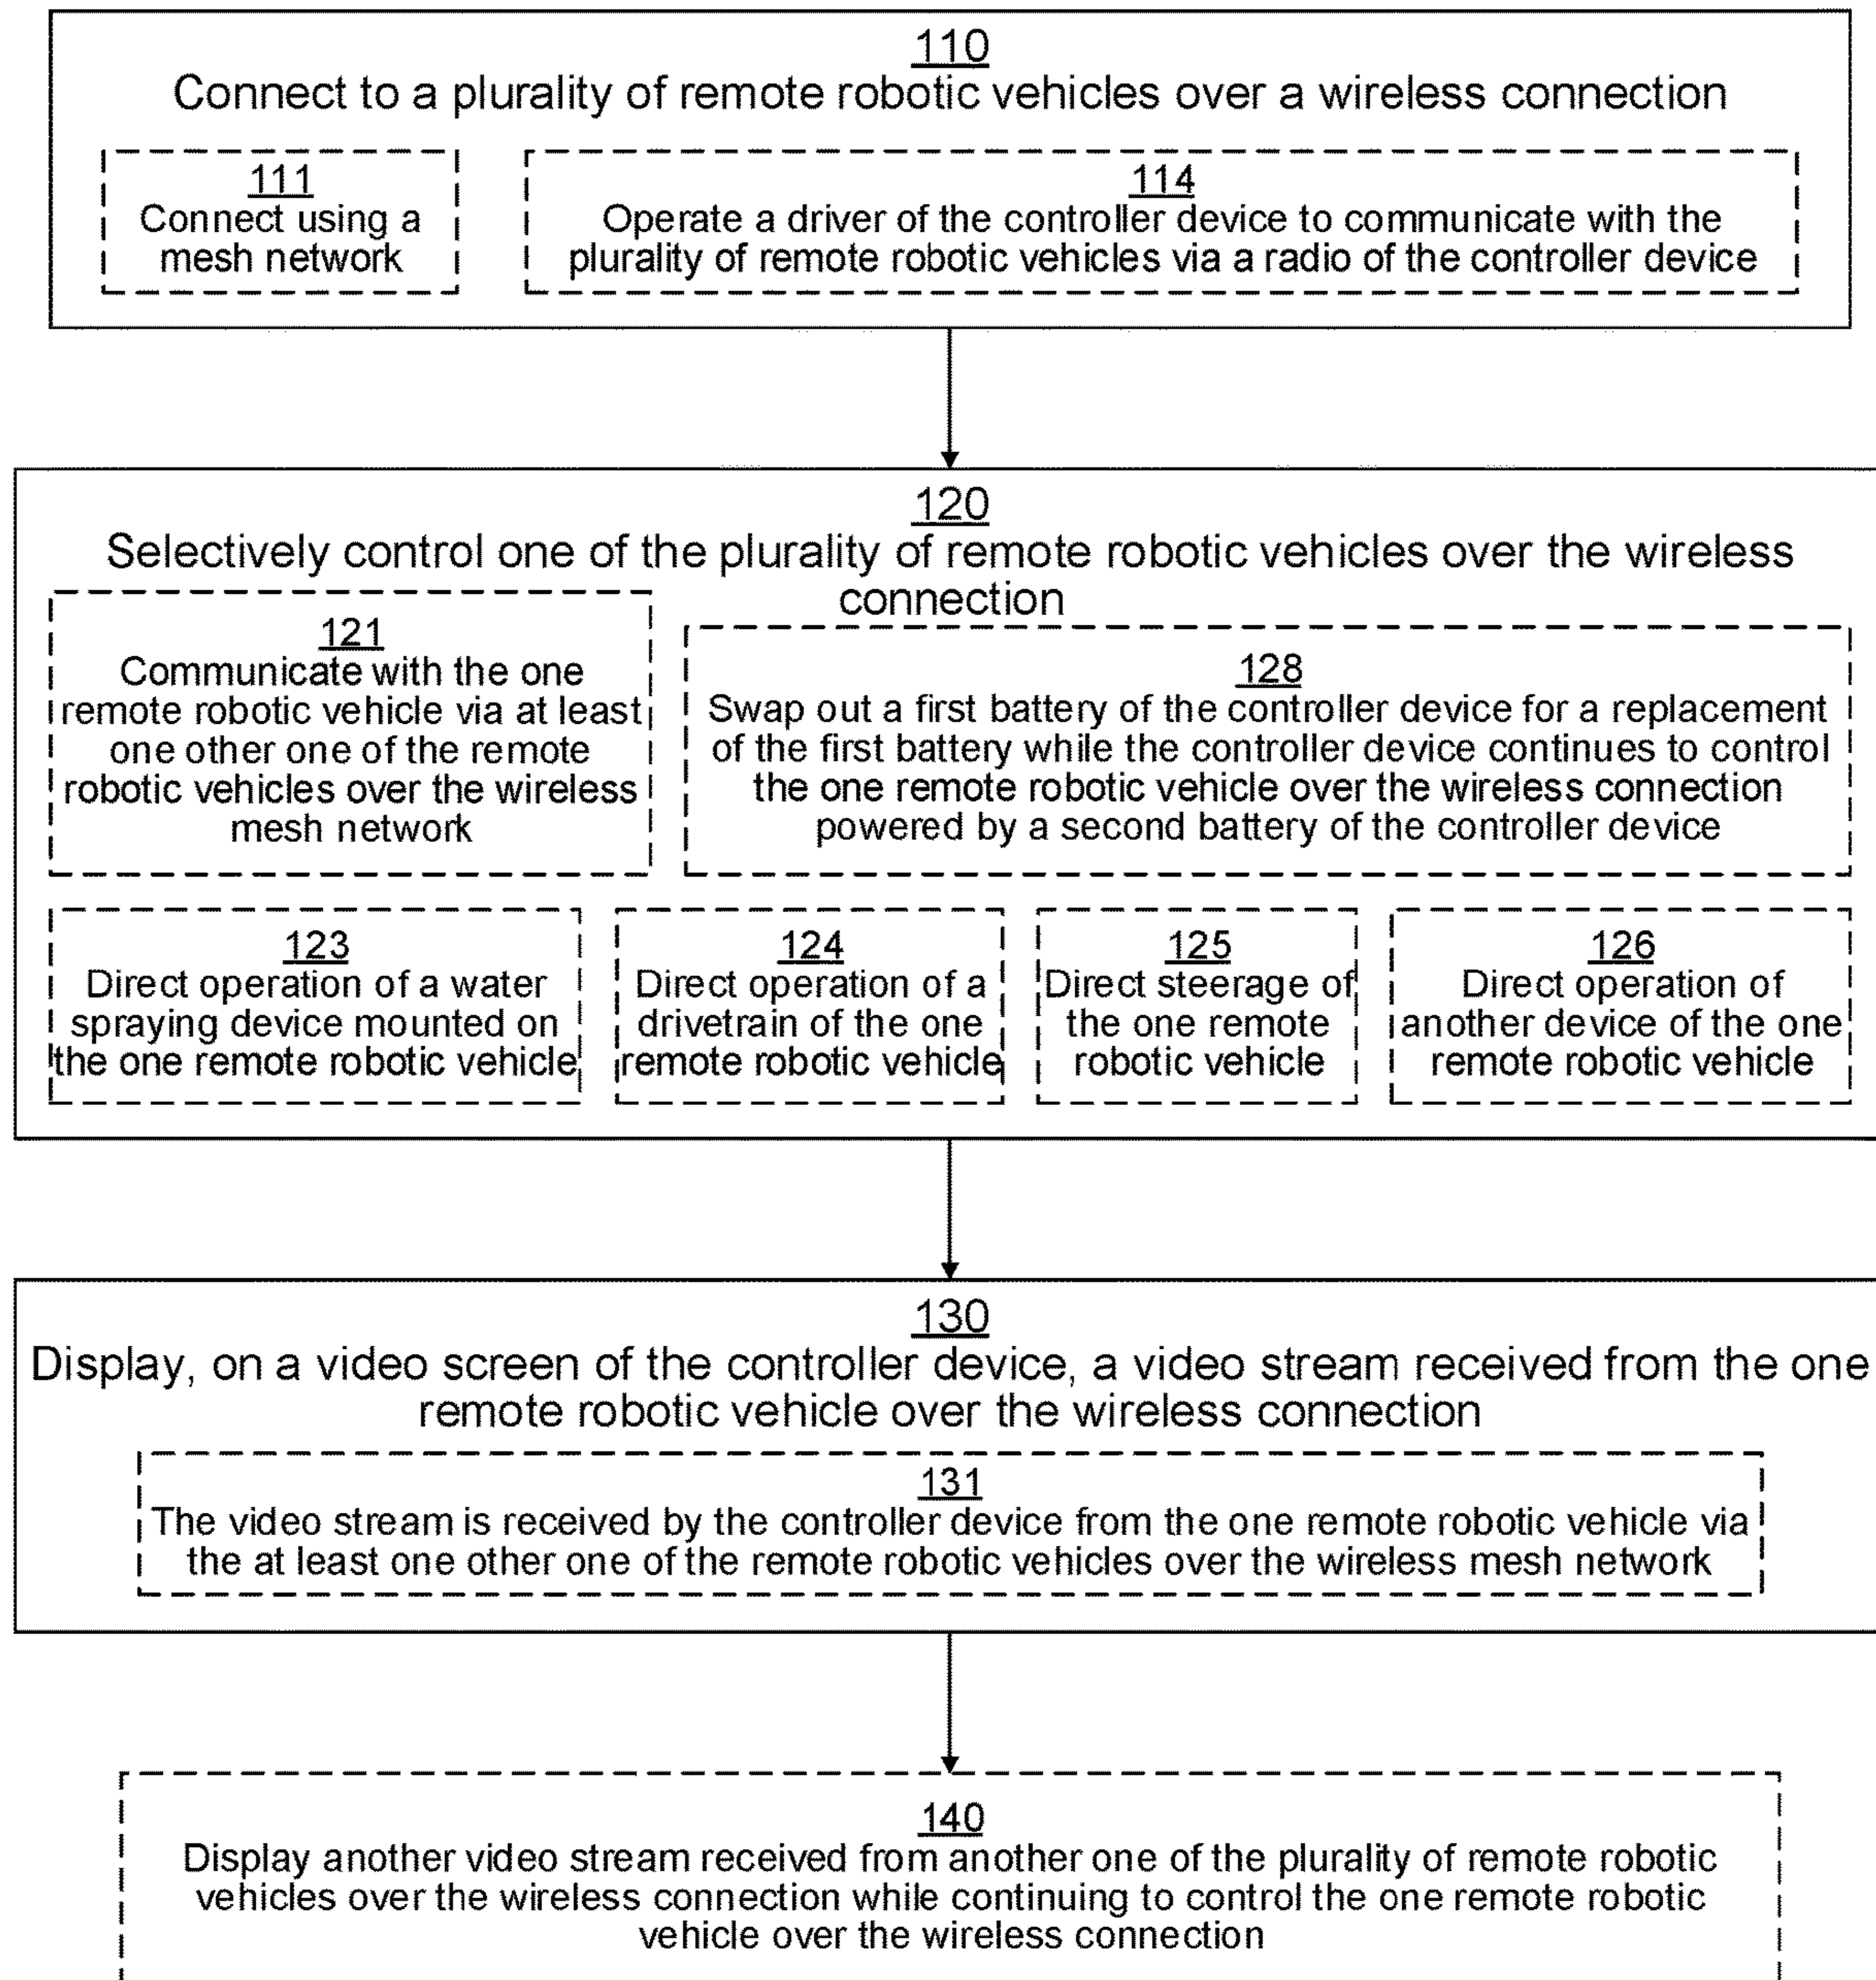 110
Connect to a plurality of remote robotic vehicles over a wireless connection
111
Connect using a
mesh network
114
Operate a driver of the controller device to communicate with the
plurality of remote robotic vehicles via a radio of the controller device
120
Selectively control one of the plurality of remote robotic vehicles over the wireless
connection
121
Communicate with the one
remote robotic vehicle via at least
one other one of the remote
robotic vehicles over the wireless
mesh network
128
Swap out a first battery of the controller device for a replacement
of the first battery while the controller device continues to control
the one remote robotic vehicle over the wireless connection
powered by a second battery of the controller device
123
Direct operation of a water
spraying device mounted on
the one remote robotic vehicle
124
Direct operation of a
drivetrain of the one
remote robotic vehicle
125
Direct steerage of
the one remote
robotic vehicle
126
Direct operation of
another device of the one
remote robotic vehicle
130
Display, on a video screen of the controller device, a video stream received from the one
remote robotic vehicle over the wireless connection
131
The video stream is received by the controller device from the one remote robotic vehicle via
the at least one other one of the remote robotic vehicles over the wireless mesh network
140
Display another video stream received from another one of the plurality of remote robotic
vehicles over the wireless connection while continuing to control the one remote robotic
vehicle over the wireless connection